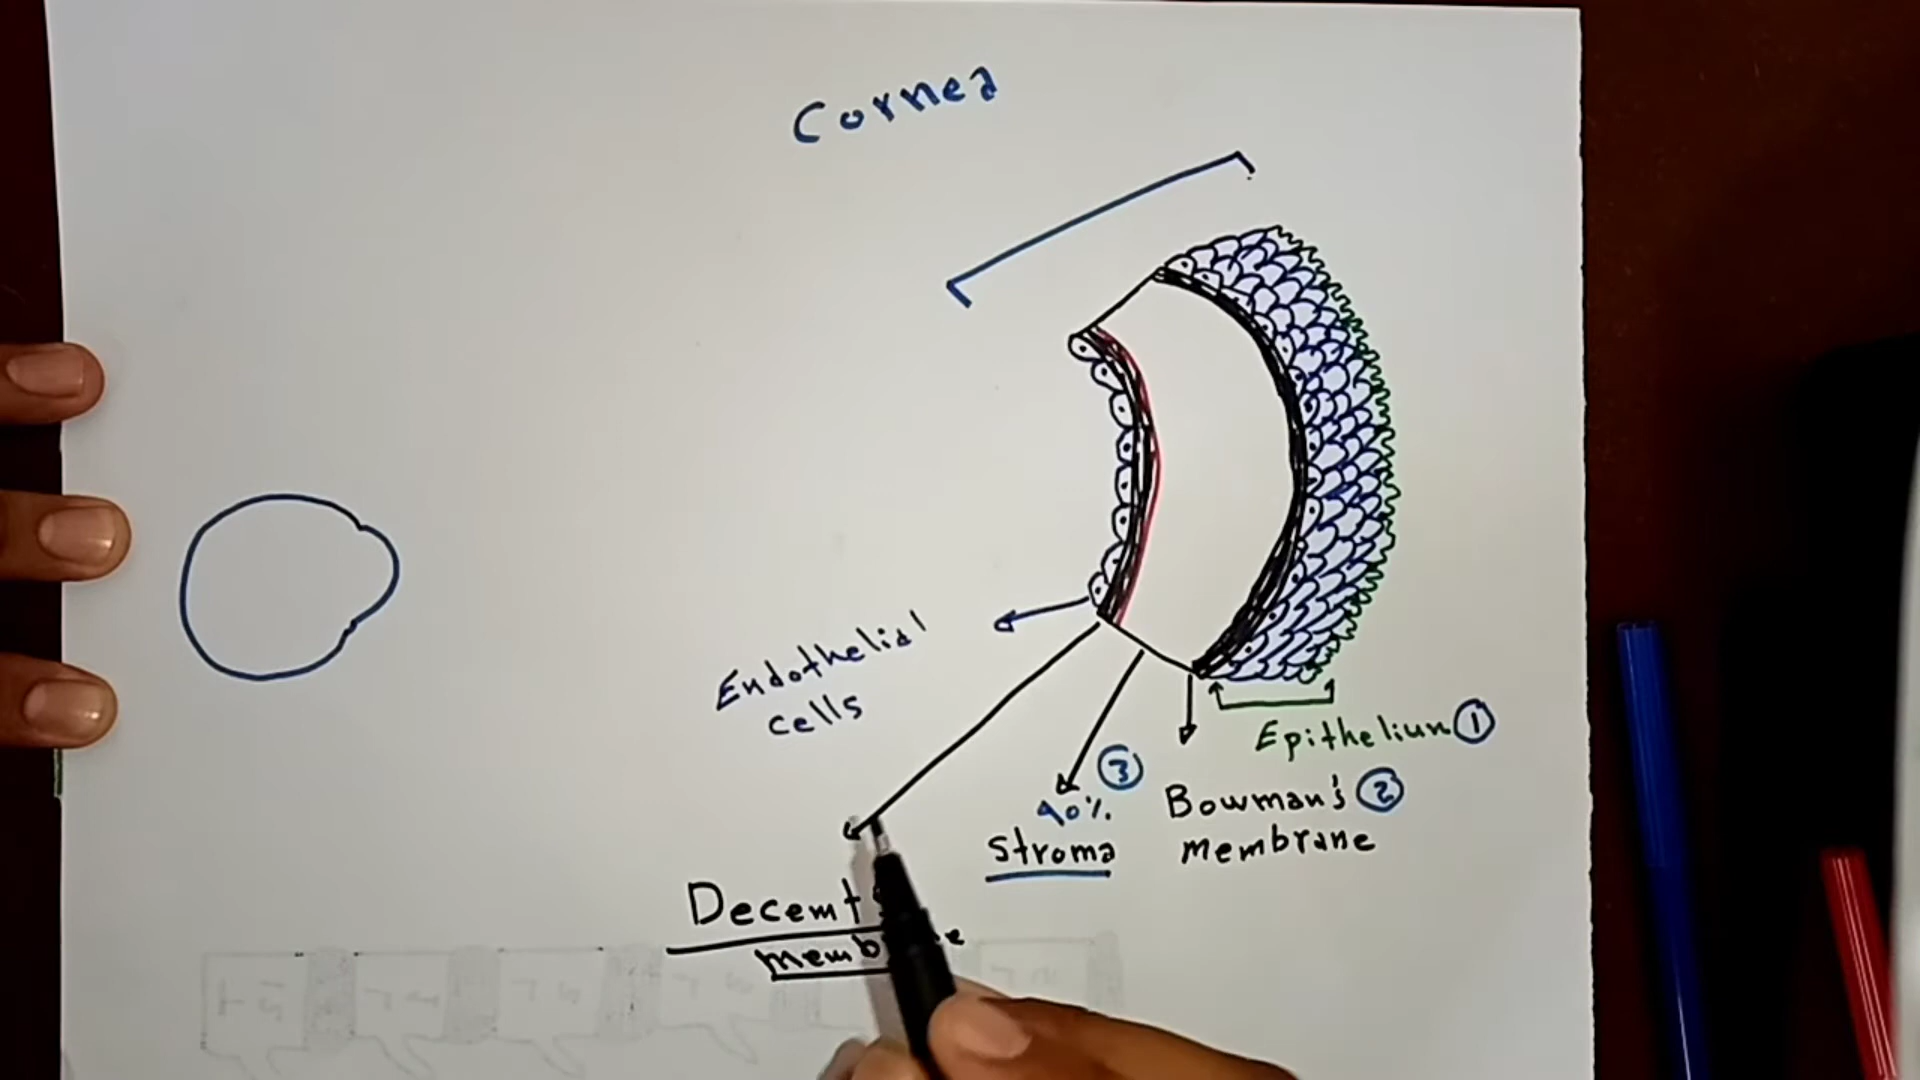 Cornea
Endothelial
cells
Epithelium 1
3
90%
Stroma
Bowman's 2
membrane